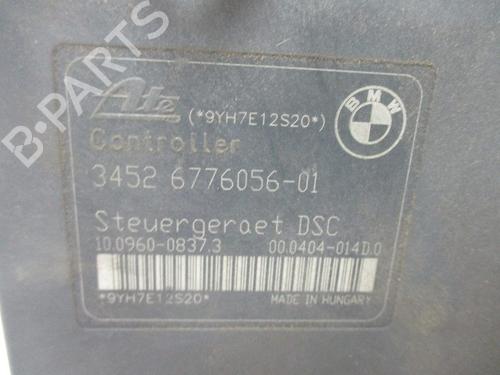 B-PARTS
Ate (*9YH7E12S20*)
BMW
Controller
3452 6776056-01
Steuergeraet DSC
10.0960-0837.3 00.0404-014D.0
*9YH7E12S20* MADE IN HUNGARY